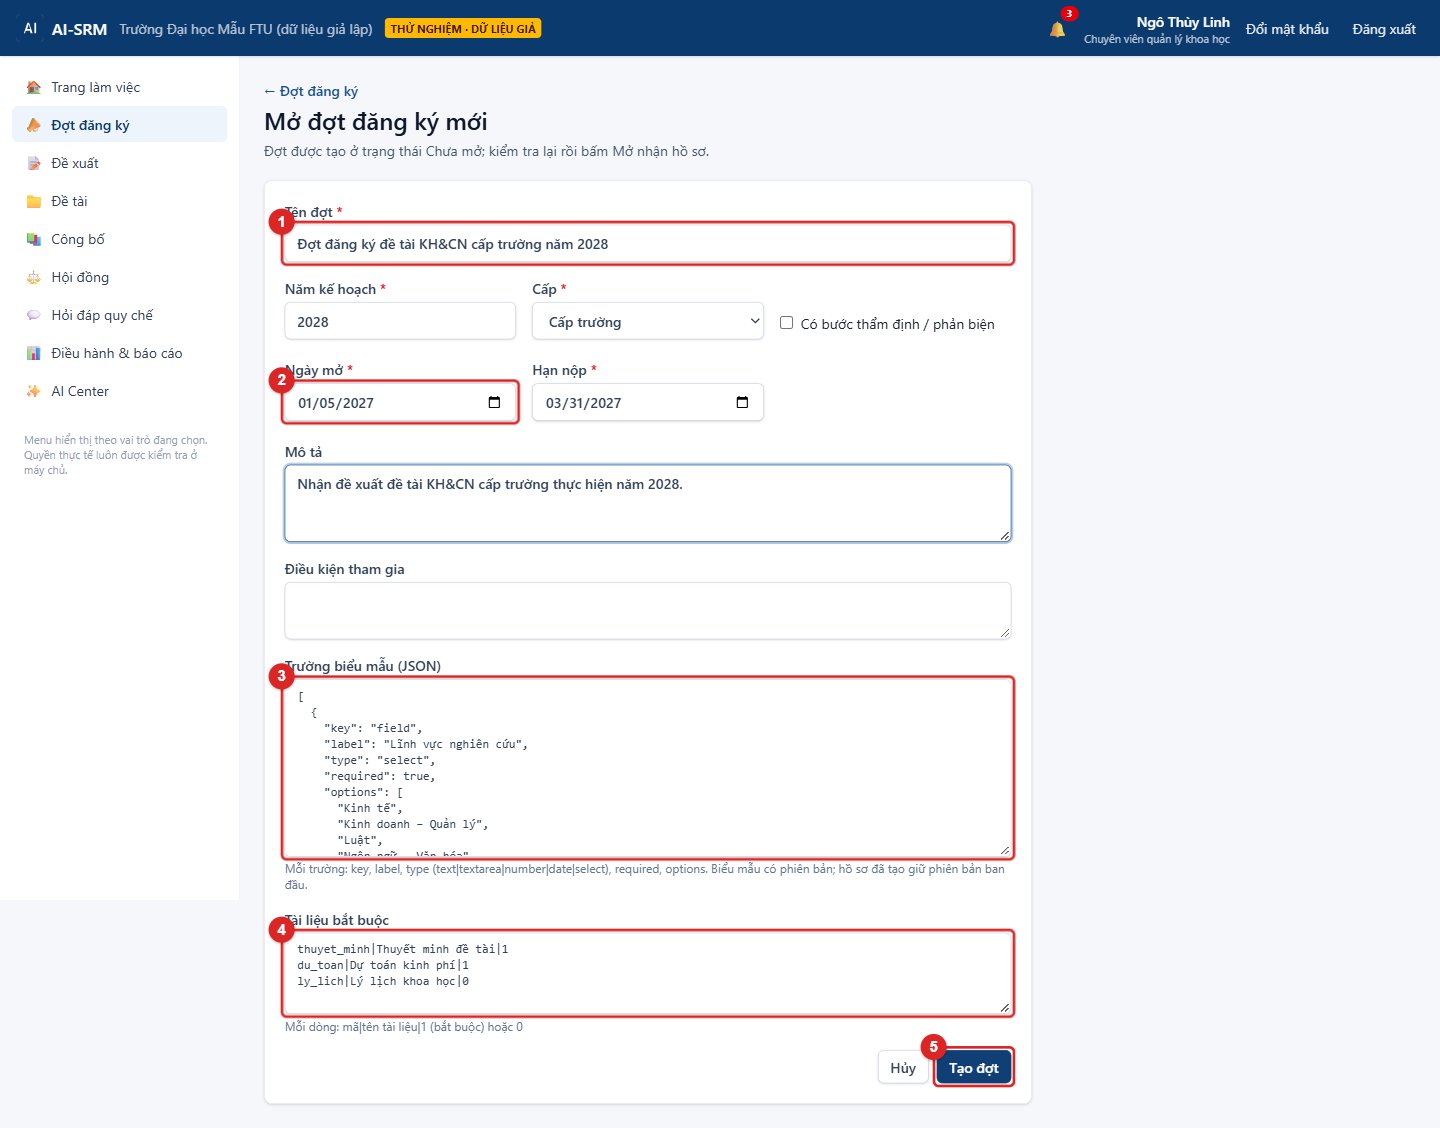 AI AI-SRM Trường Đại học Mẫu FTU (dữ liệu giả lập) THỬ NGHIỆM · DỮ LIỆU GIẢ
3
Ngô Thùy Linh
Chuyên viên quản lý khoa học
Đổi mật khẩu
Đăng xuất
Trang làm việc
Đợt đăng ký
Đề xuất
Đề tài
Công bố
Hội đồng
Hỏi đáp quy chế
Điều hành & báo cáo
AI Center
Menu hiển thị theo vai trò đang chọn.
Quyền thực tế luôn được kiểm tra ở
máy chủ.
← Đợt đăng ký
Mở đợt đăng ký mới
Đợt được tạo ở trạng thái Chưa mở; kiểm tra lại rồi bấm Mở nhận hồ sơ.
Tên đợt *
1
Đợt đăng ký đề tài KH&CN cấp trường năm 2028
Năm kế hoạch *
2028
Cấp *
Cấp trường
Có bước thẩm định / phản biện
Ngày mở *
2
01/05/2027
Hạn nộp *
03/31/2027
Mô tả
Nhận đề xuất đề tài KH&CN cấp trường thực hiện năm 2028.
Điều kiện tham gia
Trường biểu mẫu (JSON)
3
[
{
"key": "field",
"label": "Lĩnh vực nghiên cứu",
"type": "select",
"required": true,
"options": [
"Kinh tế",
"Kinh doanh – Quản lý",
"Luật",
"Ngôn ngữ – Văn hóa"
Mỗi trường: key, label, type (text|textarea|number|date|select), required, options. Biểu mẫu có phiên bản; hồ sơ đã tạo giữ phiên bản ban
đầu.
Tài liệu bắt buộc
4
thuyet_minh|Thuyết minh đề tài|1
du_toan|Dự toán kinh phí|1
ly_lich|Lý lịch khoa học|0
Mỗi dòng: mã|tên tài liệu|1 (bắt buộc) hoặc 0
Hủy
5
Tạo đợt